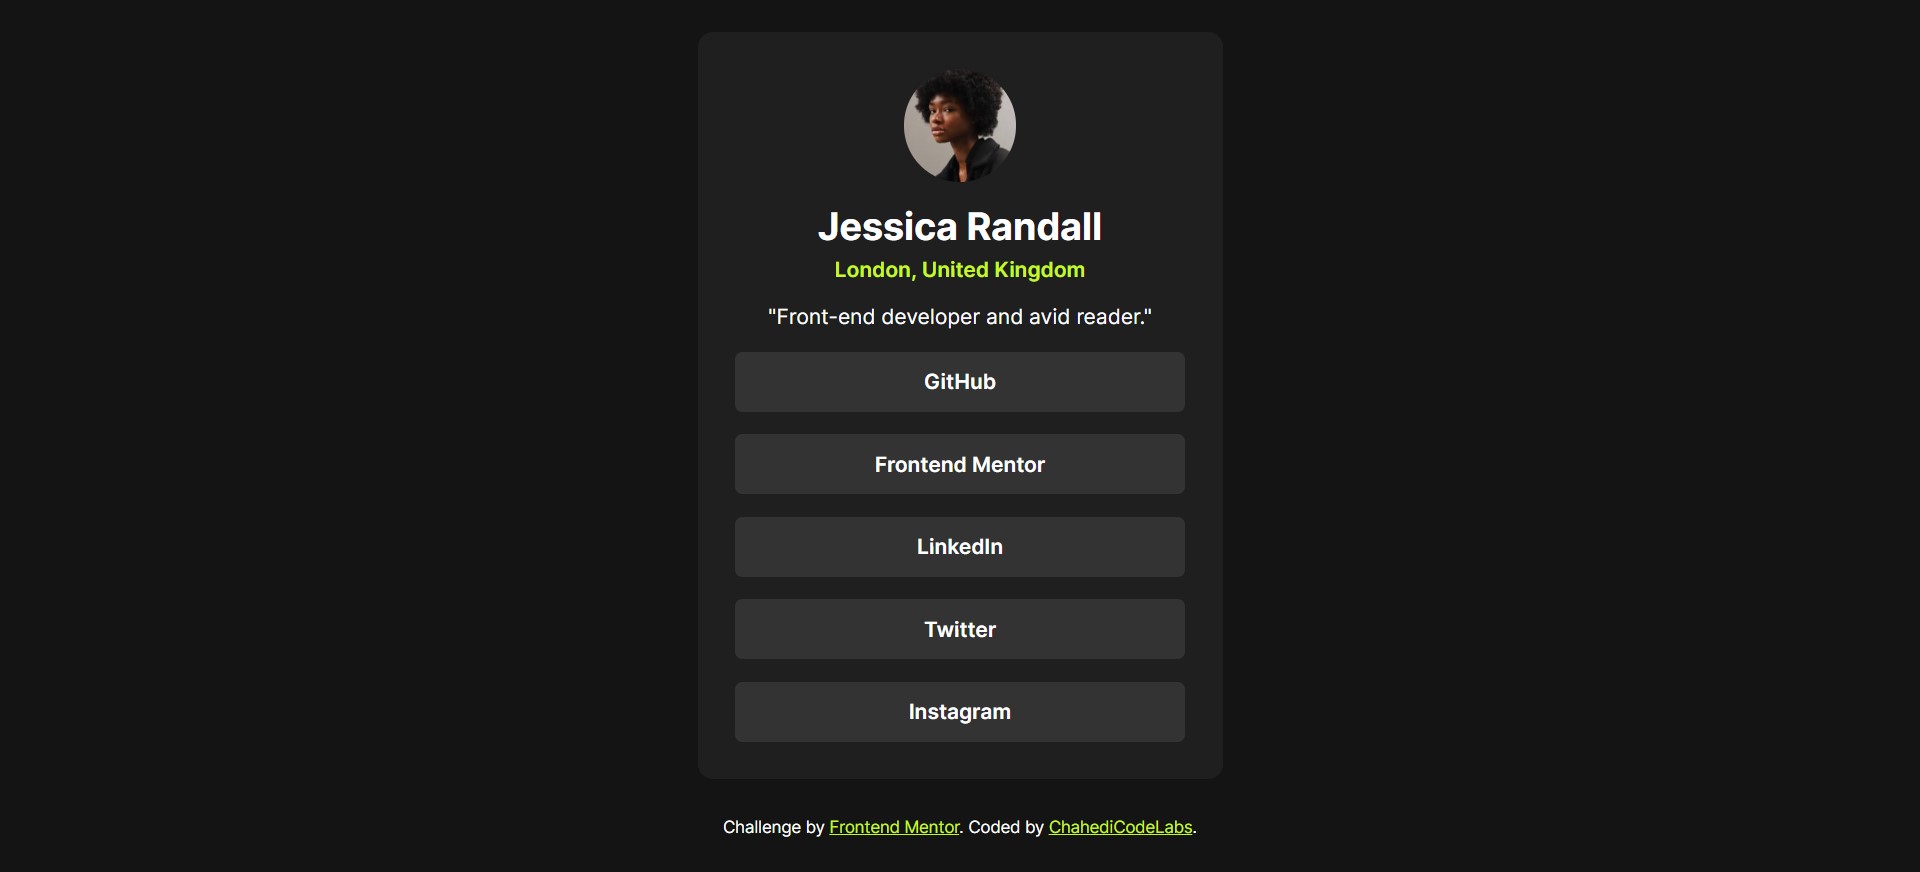 Jessica Randall
London, United Kingdom
"Front-end developer and avid reader."
GitHub
Frontend Mentor
LinkedIn
Twitter
Instagram
Challenge by Frontend Mentor. Coded by ChahediCodeLabs.